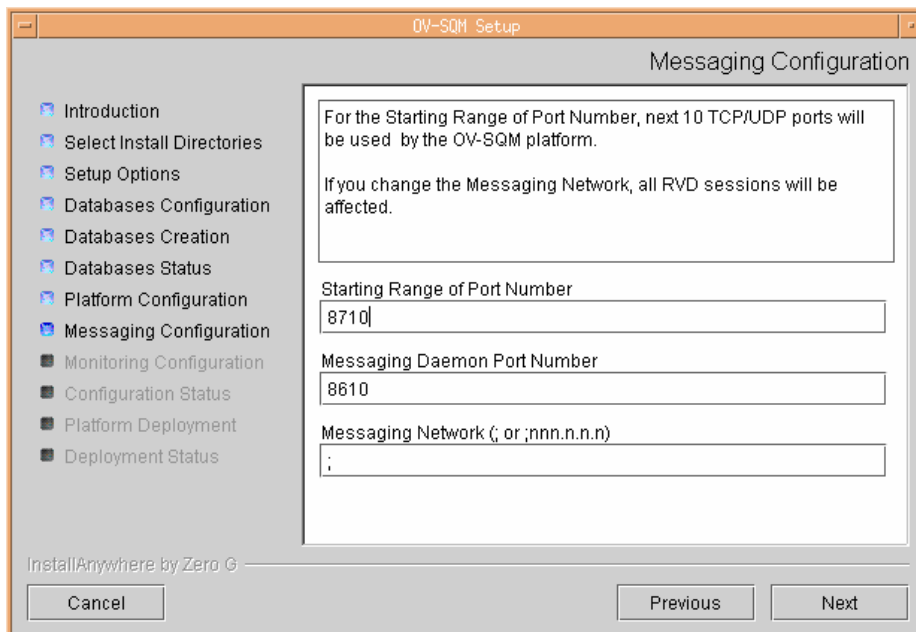 OV-SQM Setup
Messaging Configuration
Introduction
Select Install Directories
Setup Options
Databases Configuration
Databases Creation
Databases Status
Platform Configuration
Messaging Configuration
Monitoring Configuration
Configuration Status
Platform Deployment
Deployment Status
For the Starting Range of Port Number, next 10 TCP/UDP ports will
be used by the OV-SQM platform.
If you change the Messaging Network, all RVD sessions will be
affected.
Starting Range of Port Number
8710
Messaging Daemon Port Number
8610
Messaging Network (; or ;nnn.n.n.n)
;
InstallAnywhere by Zero G
Cancel
Previous
Next